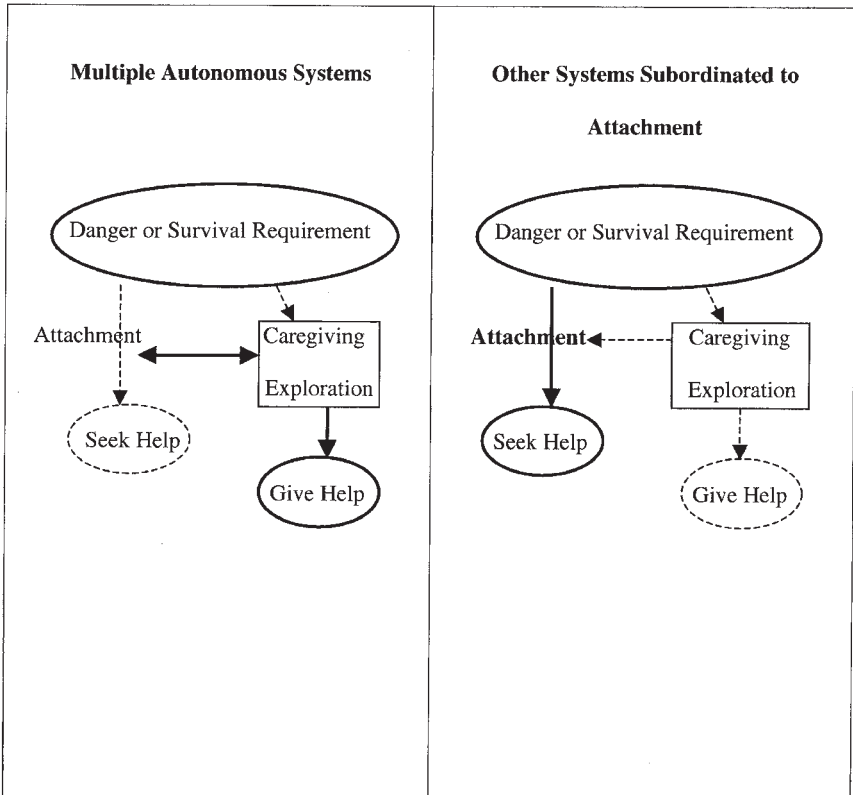 Multiple Autonomous Systems
Danger or Survival Requirement
Attachment
Caregiving
Exploration
Seek Help
Give Help
Other Systems Subordinated to
Attachment
Danger or Survival Requirement
Attachment
Caregiving
Exploration
Seek Help
Give Help